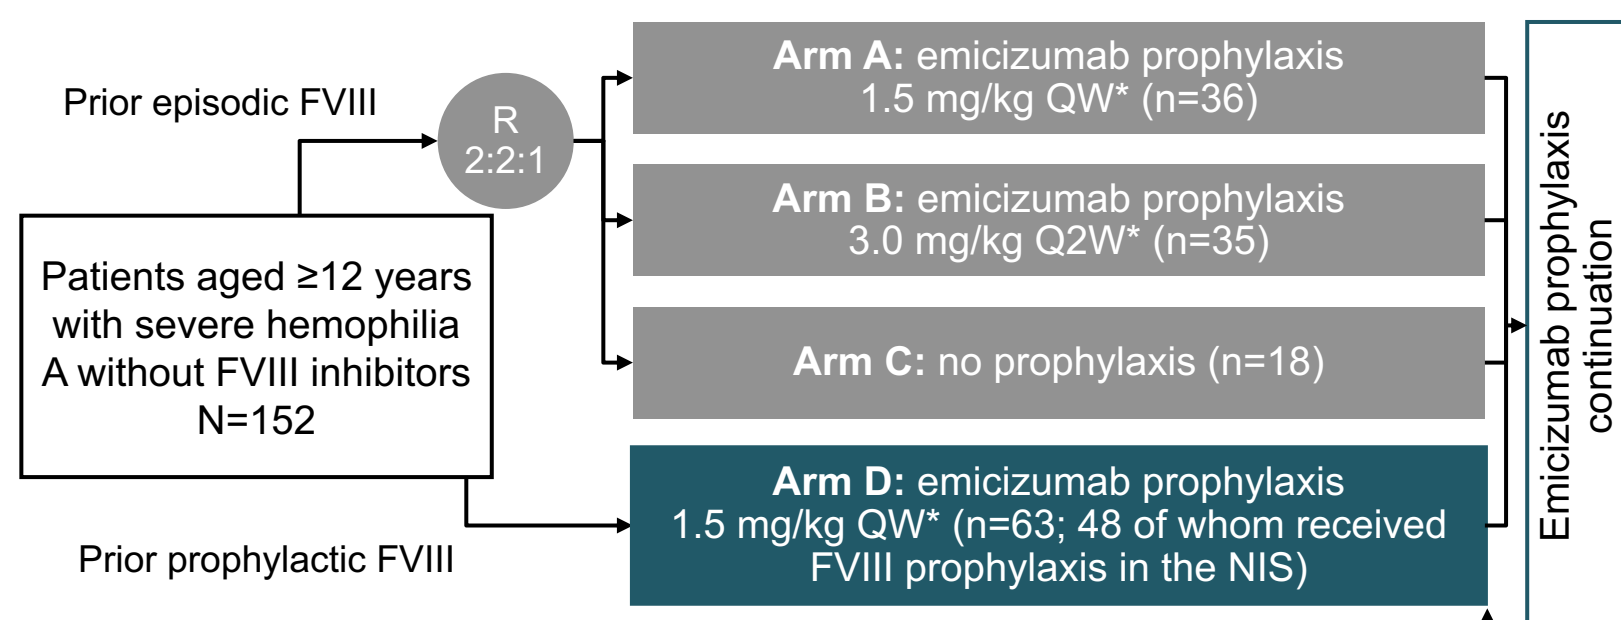 Prior episodic FVIII
R
2:2:1
Patients aged ≥12 years
with severe hemophilia
A without FVIII inhibitors
N=152
Prior prophylactic FVIII
Arm A: emicizumab prophylaxis
1.5 mg/kg QW* (n=36)
Arm B: emicizumab prophylaxis
3.0 mg/kg Q2W* (n=35)
Arm C: no prophylaxis (n=18)
Arm D: emicizumab prophylaxis
1.5 mg/kg QW* (n=63; 48 of whom received
FVIII prophylaxis in the NIS)
Emicizumab prophylaxis
continuation